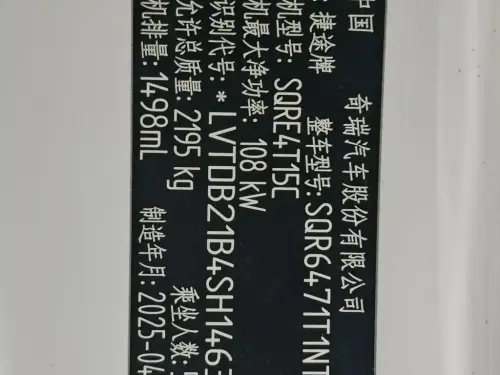 中国 奇瑞汽车股份有限公司
: 捷途牌 整车型号: SQR6471T1NT
机型号: SQRE4T15C
机最大净功率: 108 kW
识别代号: *LVTDB21B4SH1463
允许总质量: 2195 kg 乘坐人数:
机排量: 1498mL 制造年月: 2025-04